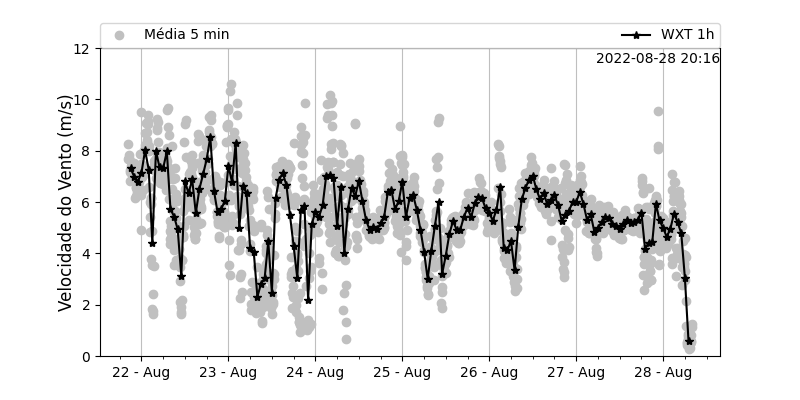 Média 5 min
WXT 1h
2022-08-28 20:16
Velocidade do Vento (m/s)
12
10
8
6
4
2
0
22 - Aug
23 - Aug
24 - Aug
25 - Aug
26 - Aug
27 - Aug
28 - Aug